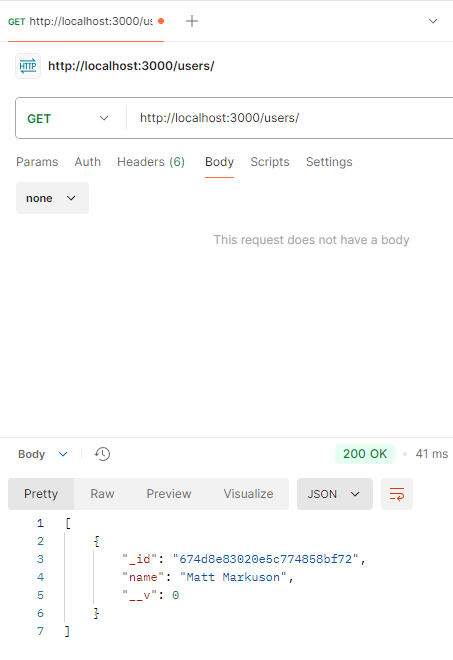 GET http://localhost:3000/us
HTTP http://localhost:3000/users/
GET http://localhost:3000/users/
Params Auth Headers (6) Body Scripts Settings
none
This request does not have a body
Body 200 OK 41 ms
Pretty Raw Preview Visualize JSON
1 [
2 {
3 "_id": "674d8e83020e5c774858bf72",
4 "name": "Matt Markuson",
5 "__v": 0
6 }
7 ]